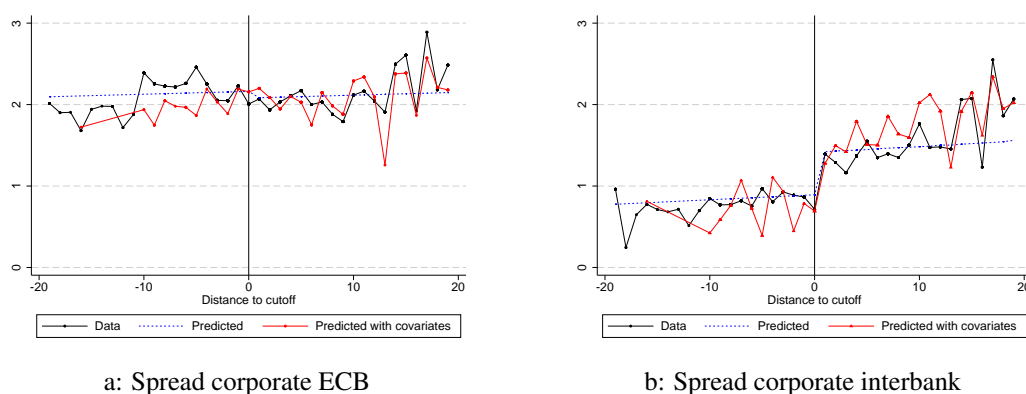 3
2
1
0
-20 -10 0 10 20
Distance to cutoff
Data Predicted Predicted with covariates
a: Spread corporate ECB
3
2
1
0
-20 -10 0 10 20
Distance to cutoff
Data Predicted Predicted with covariates
b: Spread corporate interbank